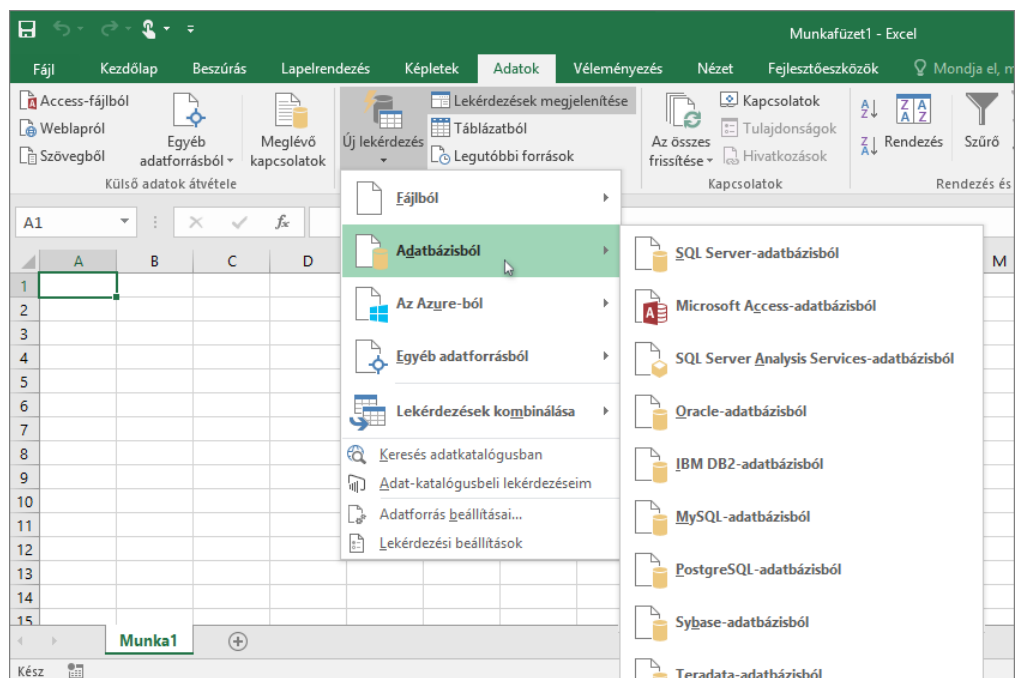 Munkafüzet1 - Excel
Fájl Kezdőlap Beszúrás Lapelrendezés Képletek Adatok Véleményezés Nézet Fejlesztőeszközök Mondja el, m
Access-fájlból
Weblapról
Szövegből
Egyéb
adatforrásból
Meglévő
kapcsolatok
Külső adatok átvétele
Új lekérdezés
Lekérdezések megjelenítése
Táblázatból
Legutóbbi források
Az összes
frissítése
Kapcsolatok
Tulajdonságok
Hivatkozások
Kapcsolatok
Rendezés
Szűrő
Rendezés és
A1
fx
A B C D M
1
2
3
4
5
6
7
8
9
10
11
12
13
14
15
Fájlból
Adatbázisból
Az Azure-ból
Egyéb adatforrásból
Lekérdezések kombinálása
Keresés adatkatalógusban
Adat-katalógusbeli lekérdezéseim
Adatforrás beállításai...
Lekérdezési beállítások
SQL Server-adatbázisból
Microsoft Access-adatbázisból
SQL Server Analysis Services-adatbázisból
Oracle-adatbázisból
IBM DB2-adatbázisból
MySQL-adatbázisból
PostgreSQL-adatbázisból
Sybase-adatbázisból
Teradata-adatbázisból
Munka1
Kész